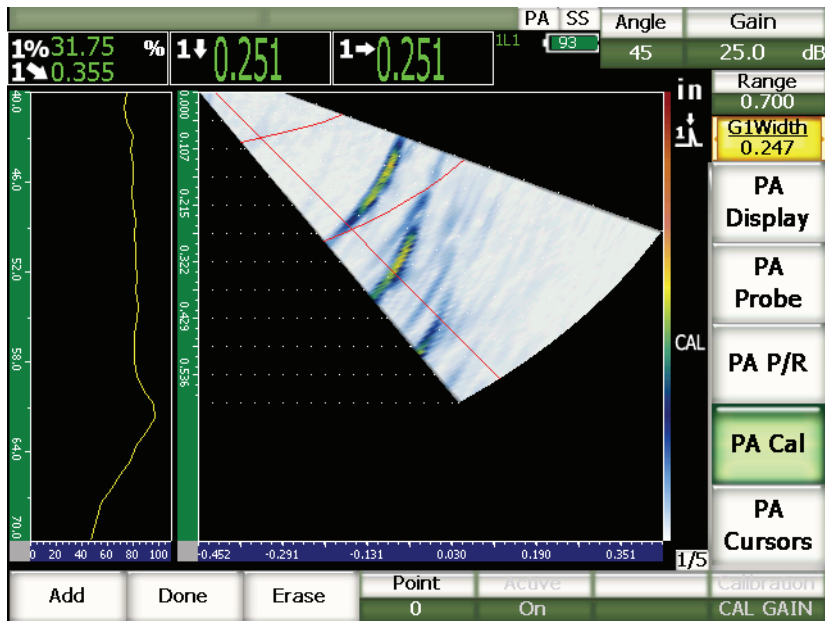 PA SS Angle Gain
1% 31.75 % 1 0.251 1 0.251 1L1 93 45 25.0 dB
1 0.355
in Range
0.700
1 G1Width
0.247
PA
Display
PA
Probe
CAL PA P/R
PA Cal
PA
Cursors
40.0 46.0 52.0 58.0 64.0 70.0
0.000 0.107 0.215 0.322 0.429 0.536
0 20 40 60 80 100 -0.452 -0.291 -0.131 0.030 0.190 0.351 1/5
Add Done Erase Point Active Calibration
0 On CAL GAIN